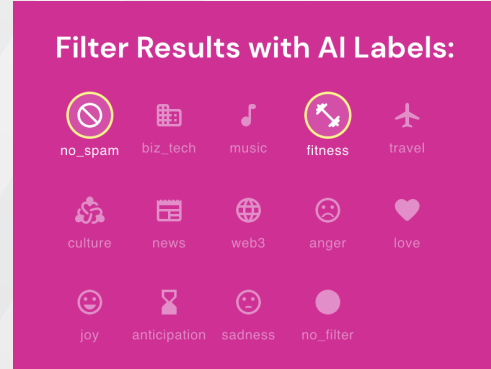 Filter Results with AI Labels:
no_spam biz_tech music fitness travel
culture news web3 anger love
joy anticipation sadness no_filter